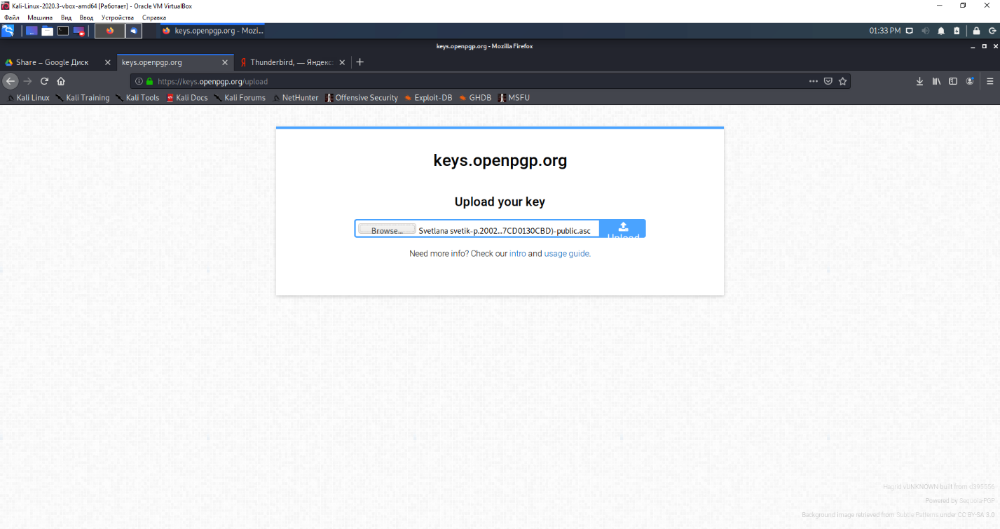 Kali-Linux-2020.3-vbox-amd64 [Работает] - Oracle VM VirtualBox
Файл Машина Вид Ввод Устройства Справка
keys.openpgp.org - Mozi... 01:33 PM
keys.openpgp.org - Mozilla Firefox
Share – Google Диск keys.openpgp.org Thunderbird, — Яндекс:
https://keys.openpgp.org/upload
Kali Linux Kali Training Kali Tools Kali Docs Kali Forums NetHunter Offensive Security Exploit-DB GHDB MSFU
keys.openpgp.org
Upload your key
Browse... Svetlana svetik-p.2002...7CD0130CBD)-public.asc Upload
Need more info? Check our intro and usage guide.
Hagrid vUNKNOWN built from d395556
Powered by Sequoia-PGP
Background image retrieved from Subtle Patterns under CC BY-SA 3.0